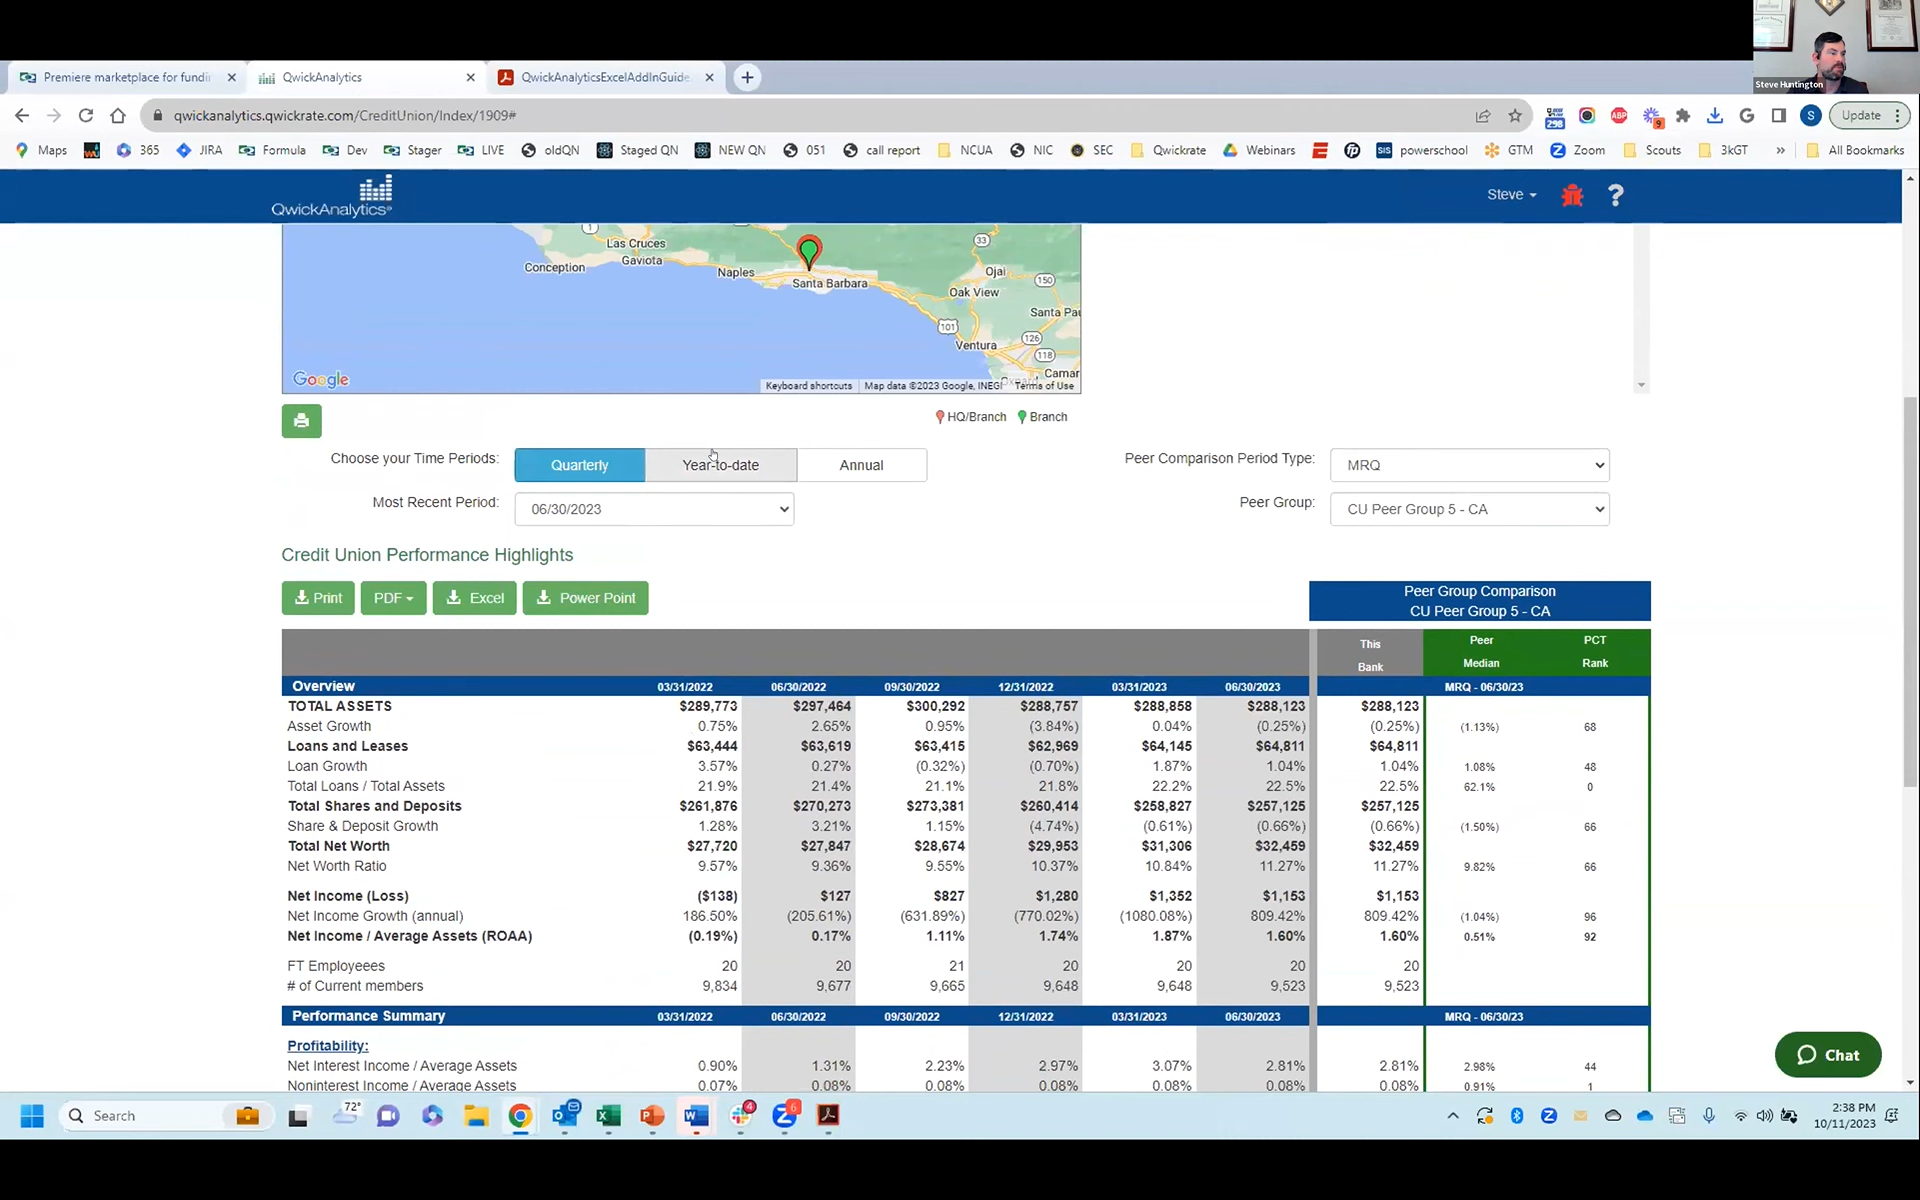 Steve Huntington
Premiere marketplace for fundi
QwickAnalytics
QwickAnalyticsExcelAddInGuide.
qwickanalytics.qwickrate.com/CreditUnion/Index/1909#
298
ABP
9
S
Update
Maps
365
JIRA
Formula
Dev
Stager
LIVE
oldQN
Staged QN
NEW QN
051
call report
NCUA
NIC
SEC
Qwickrate
Webinars
powerschool
GTM
Zoom
Scouts
3kGT
»
All Bookmarks
QwickAnalytics
Steve
?
1
Las Cruces
Conception
Gaviota
Naples
Santa Barbara
33
Ojai
150
Oak View
Santa Pau
101
126
Ventura
118
Camar
Google
Keyboard shortcuts
Map data ©2023 Google, INEGI
Terms of Use
HQ/Branch Branch
Choose your Time Periods: Quarterly Year-to-date Annual
Peer Comparison Period Type: MRQ
Most Recent Period: 06/30/2023
Peer Group: CU Peer Group 5 - CA
Credit Union Performance Highlights
Print PDF Excel Power Point
Peer Group Comparison
CU Peer Group 5 - CA
This Peer PCT
Bank Median Rank
Overview 03/31/2022 06/30/2022 09/30/2022 12/31/2022 03/31/2023 06/30/2023 MRQ - 06/30/23
TOTAL ASSETS $289,773 $297,464 $300,292 $288,757 $288,858 $288,123 $288,123
Asset Growth 0.75% 2.65% 0.95% (3.84%) 0.04% (0.25%) (0.25%) (1.13%) 68
Loans and Leases $63,444 $63,619 $63,415 $62,969 $64,145 $64,811 $64,811
Loan Growth 3.57% 0.27% (0.32%) (0.70%) 1.87% 1.04% 1.04% 1.08% 48
Total Loans / Total Assets 21.9% 21.4% 21.1% 21.8% 22.2% 22.5% 22.5% 62.1% 0
Total Shares and Deposits $261,876 $270,273 $273,381 $260,414 $258,827 $257,125 $257,125
Share & Deposit Growth 1.28% 3.21% 1.15% (4.74%) (0.61%) (0.66%) (0.66%) (1.50%) 66
Total Net Worth $27,720 $27,847 $28,674 $29,953 $31,306 $32,459 $32,459
Net Worth Ratio 9.57% 9.36% 9.55% 10.37% 10.84% 11.27% 11.27% 9.82% 66
Net Income (Loss) ($138) $127 $827 $1,280 $1,352 $1,153 $1,153
Net Income Growth (annual) 186.50% (205.61%) (631.89%) (770.02%) (1080.08%) 809.42% 809.42% (1.04%) 96
Net Income / Average Assets (ROAA) (0.19%) 0.17% 1.11% 1.74% 1.87% 1.60% 1.60% 0.51% 92
FT Employeees 20 20 21 20 20 20 20
# of Current members 9,834 9,677 9,665 9,648 9,648 9,523 9,523
Performance Summary 03/31/2022 06/30/2022 09/30/2022 12/31/2022 03/31/2023 06/30/2023 MRQ - 06/30/23
Profitability:
Net Interest Income / Average Assets 0.90% 1.31% 2.23% 2.97% 3.07% 2.81% 2.81% 2.98% 44
Noninterest Income / Average Assets 0.07% 0.08% 0.08% 0.08% 0.08% 0.08% 0.08% 0.91% 1
Chat
Search
72°
4
6
2:38 PM
10/11/2023